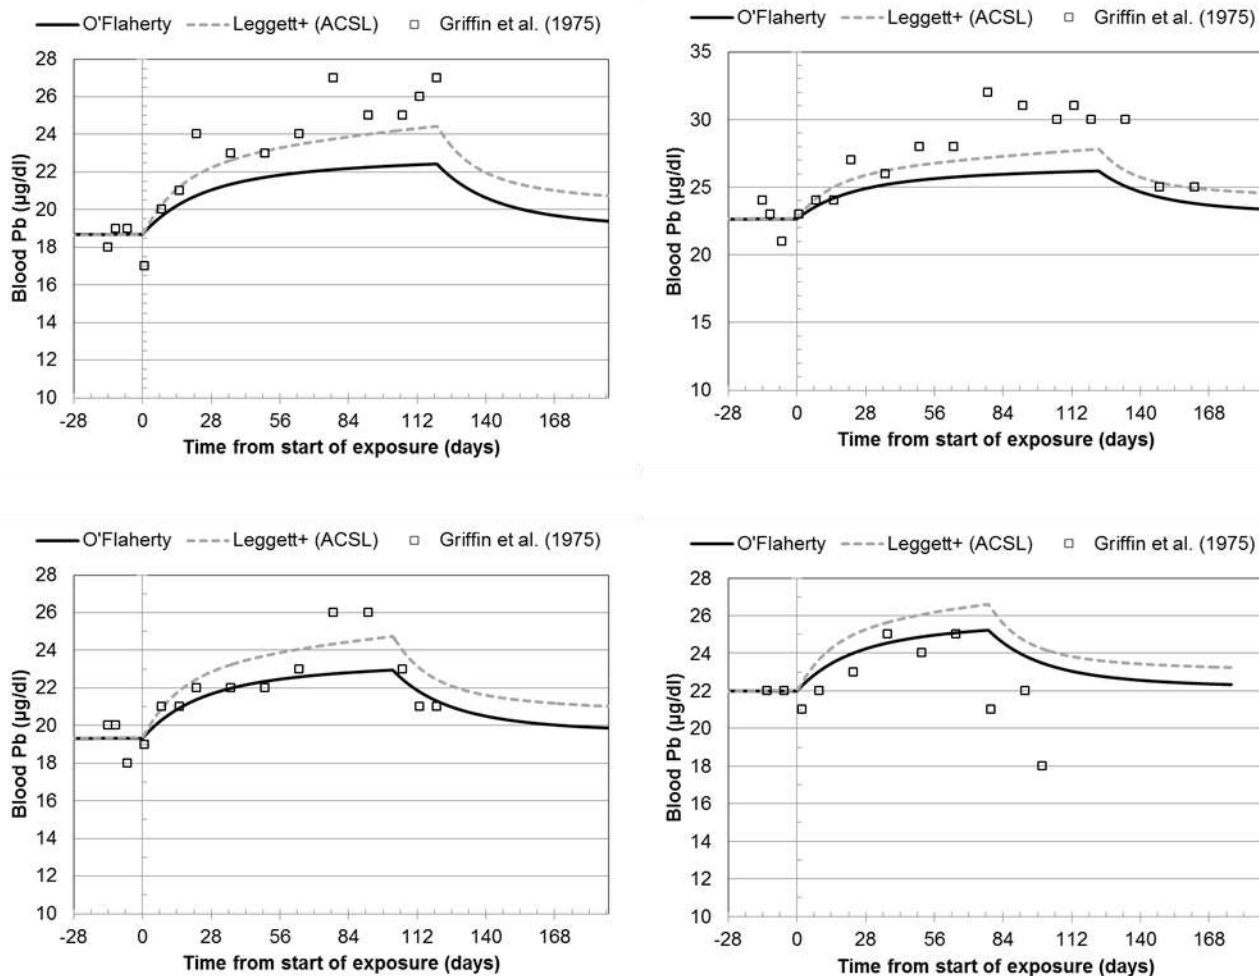 O'Flaherty Leggett+ (ACSL) Griffin et al. (1975)
28
26
24
22
20
18
16
14
12
10
Blood Pb (µg/dl)
-28 0 28 56 84 112 140 168
Time from start of exposure (days)
O'Flaherty Leggett+ (ACSL) Griffin et al. (1975)
35
30
25
20
15
10
Blood Pb (µg/dl)
-28 0 28 56 84 112 140 168
Time from start of exposure (days)
O'Flaherty Leggett+ (ACSL) Griffin et al. (1975)
28
26
24
22
20
18
16
14
12
10
Blood Pb (µg/dl)
-28 0 28 56 84 112 140 168
Time from start of exposure (days)
O'Flaherty Leggett+ (ACSL) Griffin et al. (1975)
28
26
24
22
20
18
16
14
12
10
Blood Pb (µg/dl)
-28 0 28 56 84 112 140 168
Time from start of exposure (days)